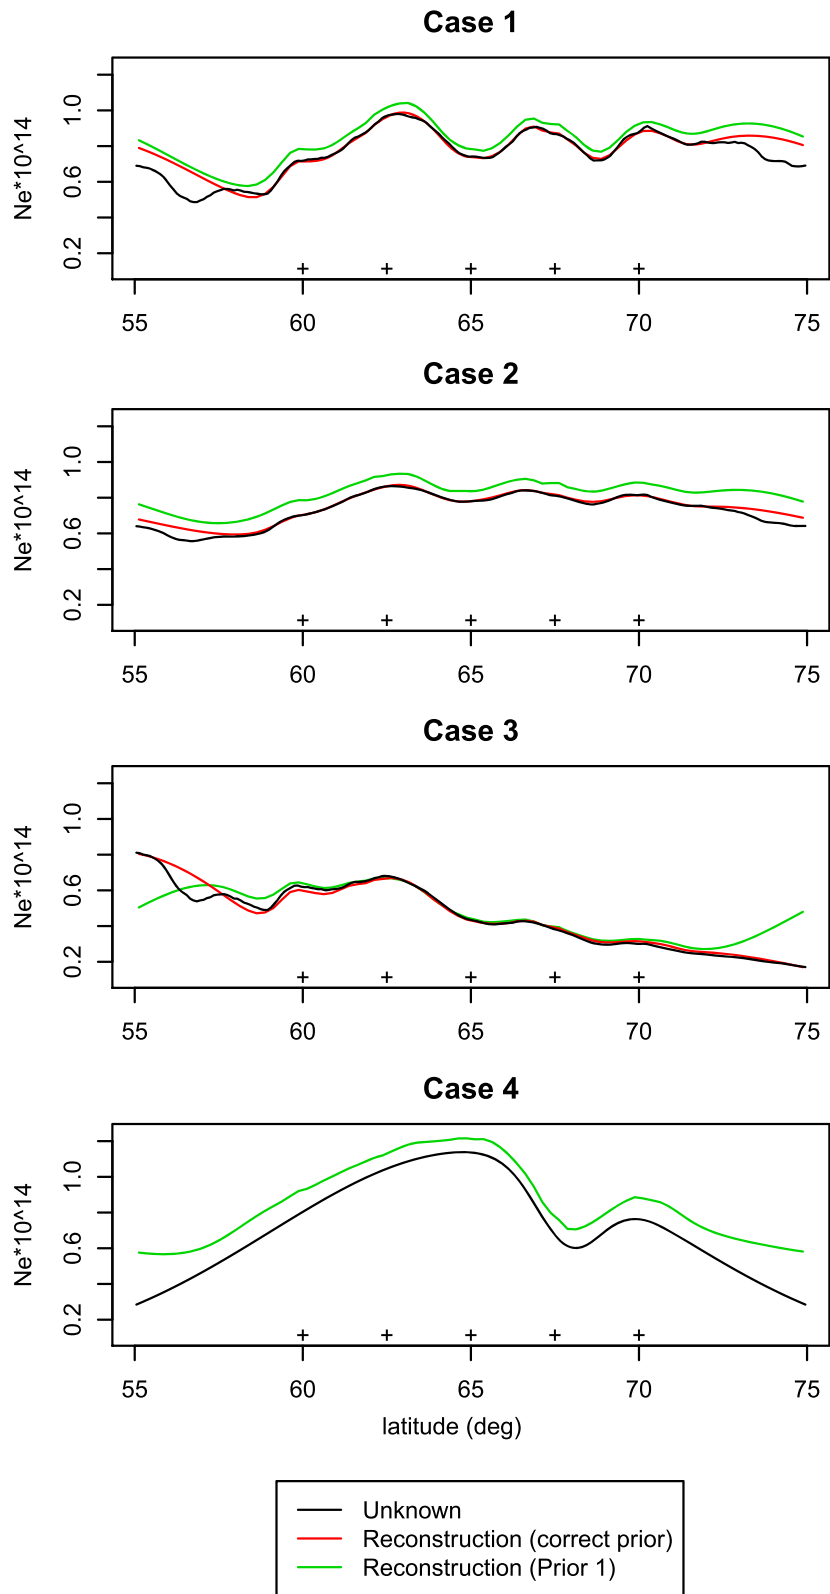 Case 1
Ne*10^14
1.0
0.6
0.2
+ + + + +
55 60 65 70 75
Case 2
Ne*10^14
1.0
0.6
0.2
+ + + + +
55 60 65 70 75
Case 3
Ne*10^14
1.0
0.6
0.2
+ + + + +
55 60 65 70 75
Case 4
Ne*10^14
1.0
0.6
0.2
+ + + + +
55 60 65 70 75
latitude (deg)
Unknown
Reconstruction (correct prior)
Reconstruction (Prior 1)